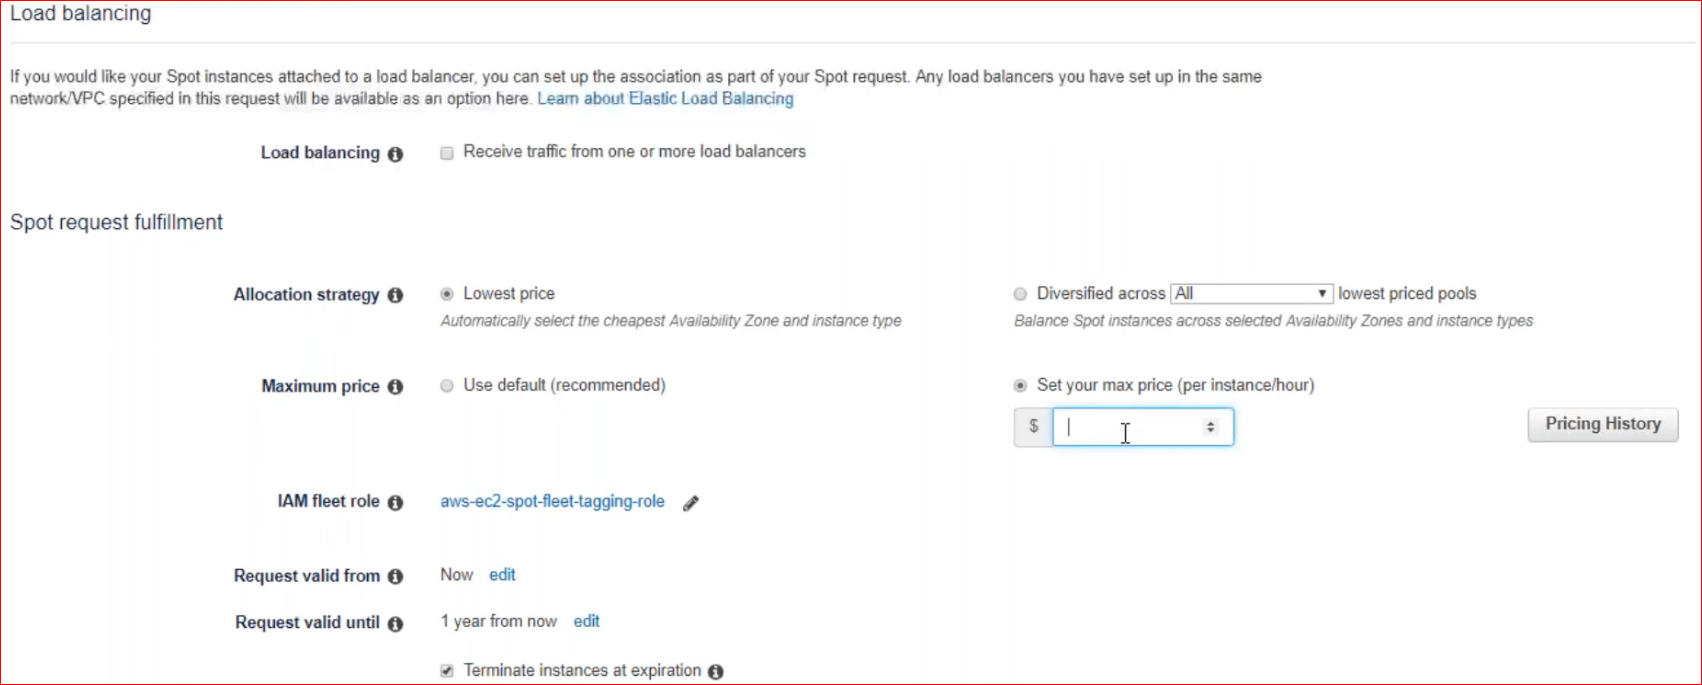 Load balancing
If you would like your Spot instances attached to a load balancer, you can set up the association as part of your Spot request. Any load balancers you have set up in the same
network/VPC specified in this request will be available as an option here. Learn about Elastic Load Balancing
Load balancing Receive traffic from one or more load balancers
Spot request fulfillment
Allocation strategy Lowest price Diversified across All lowest priced pools
Automatically select the cheapest Availability Zone and instance type Balance Spot instances across selected Availability Zones and instance types
Maximum price Use default (recommended) Set your max price (per instance/hour)
$ Pricing History
IAM fleet role aws-ec2-spot-fleet-tagging-role
Request valid from Now edit
Request valid until 1 year from now edit
Terminate instances at expiration